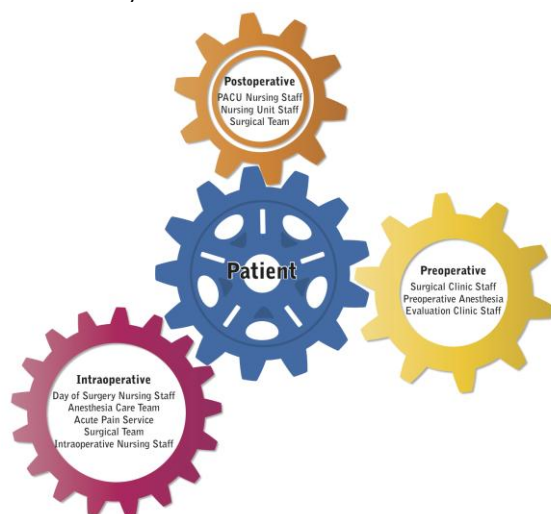 Postoperative
PACU Nursing Staff
Nursing Unit Staff
Surgical Team
Patient
Preoperative
Surgical Clinic Staff
Preoperative Anesthesia
Evaluation Clinic Staff
Intraoperative
Day of Surgery Nursing Staff
Anesthesia Care Team
Acute Pain Service
Surgical Team
Intraoperative Nursing Staff